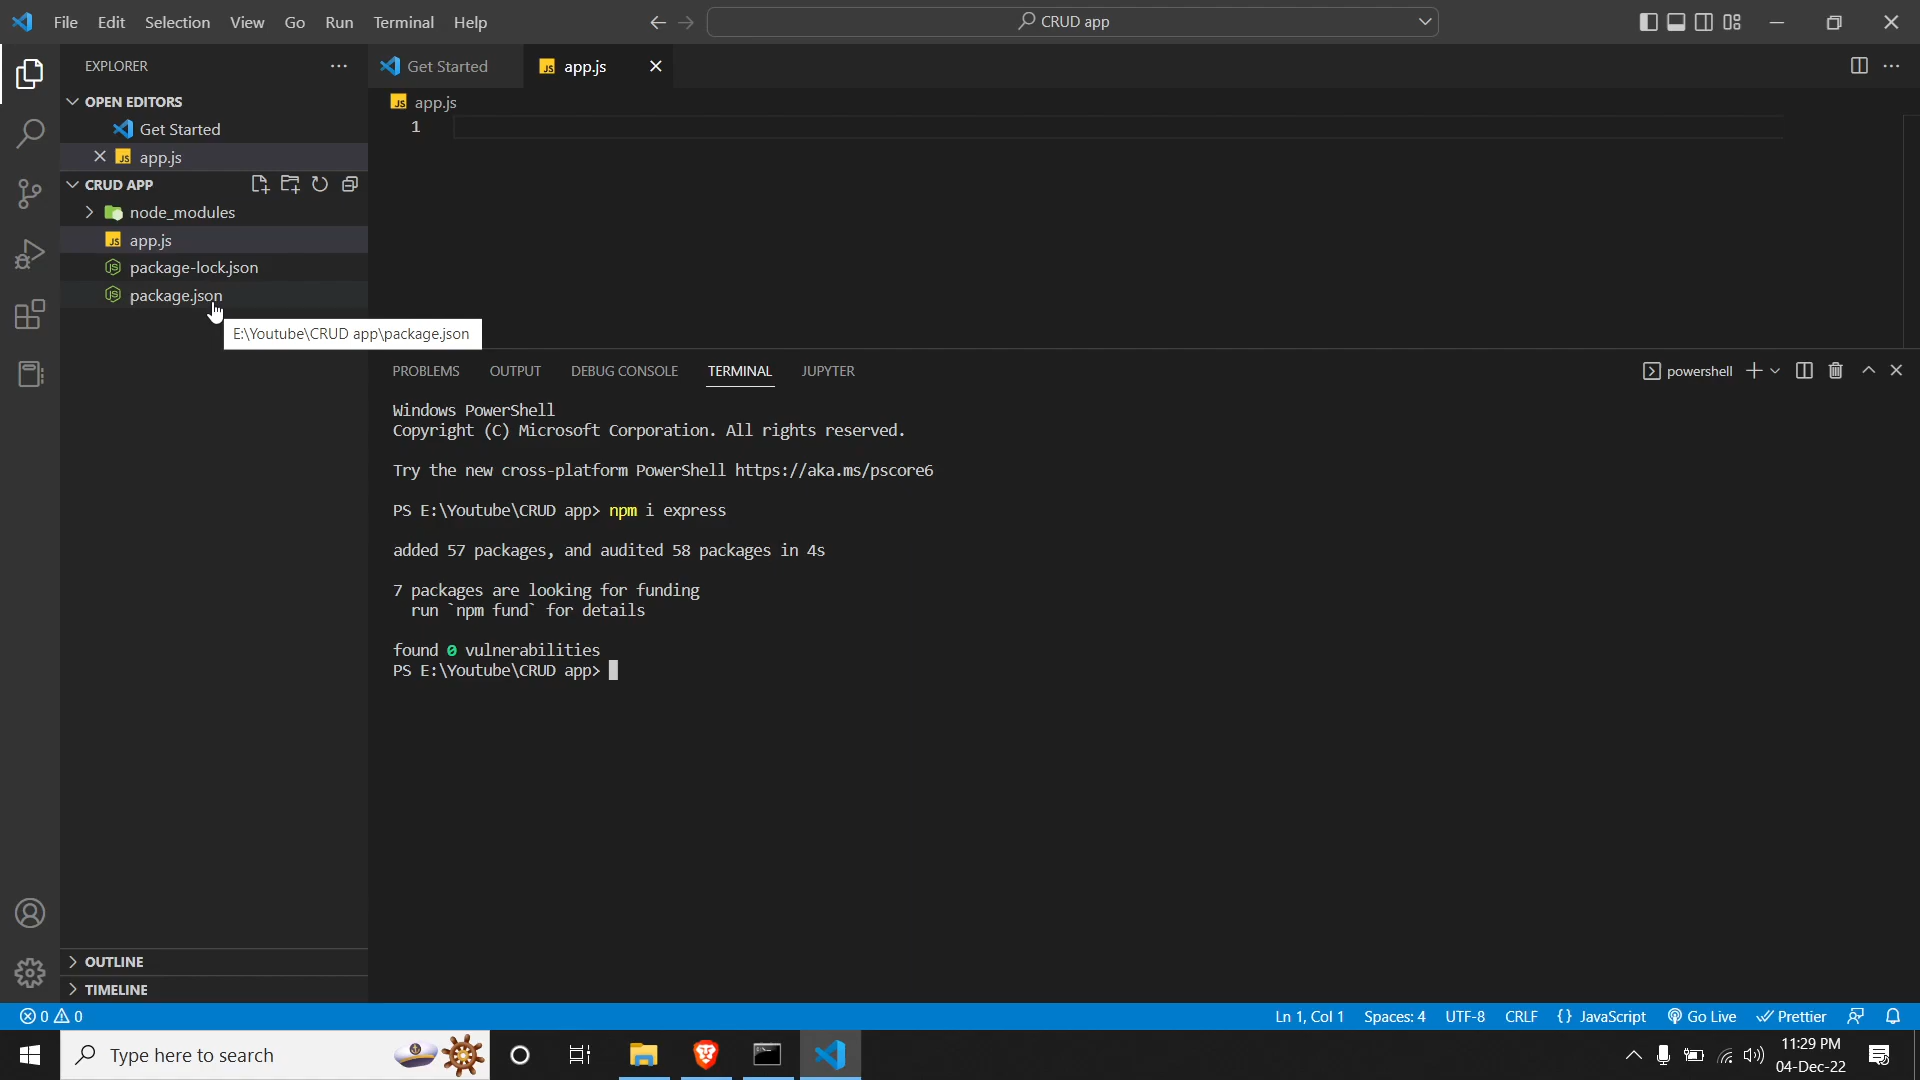 File Edit Selection View Go Run Terminal Help
CRUD app
EXPLORER
Get Started
app.js
OPEN EDITORS
Get Started
JS app.js
CRUD APP
node_modules
JS app.js
package-lock.json
package.json
E:\Youtube\CRUD app\package.json
JS app.js
1
PROBLEMS OUTPUT DEBUG CONSOLE TERMINAL JUPYTER
powershell
Windows PowerShell
Copyright (C) Microsoft Corporation. All rights reserved.
Try the new cross-platform PowerShell https://aka.ms/pscore6
PS E:\Youtube\CRUD app> npm i express
added 57 packages, and audited 58 packages in 4s
7 packages are looking for funding
run `npm fund` for details
found 0 vulnerabilities
PS E:\Youtube\CRUD app>
OUTLINE
TIMELINE
0 0
Ln 1, Col 1 Spaces: 4 UTF-8 CRLF {} JavaScript Go Live Prettier
Type here to search
11:29 PM
04-Dec-22